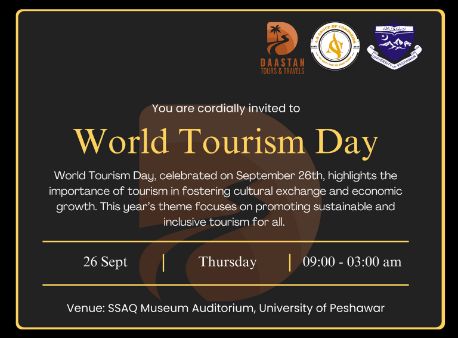 DAASTAN
TOURS & TRAVELS
You are cordially invited to
World Tourism Day
World Tourism Day, celebrated on September 26th, highlights the
importance of tourism in fostering cultural exchange and economic
growth. This year's theme focuses on promoting sustainable and
inclusive tourism for all.
26 Sept | Thursday | 09:00 - 03:00 am
Venue: SSAQ Museum Auditorium, University of Peshawar